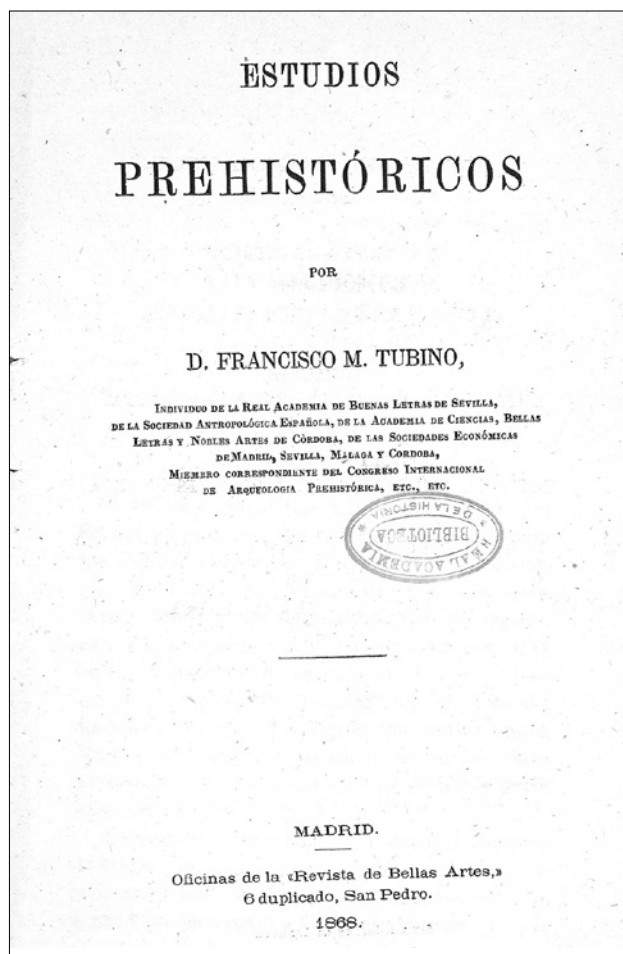 ESTUDIOS
PREHISTÓRICOS
POR
D. FRANCISCO M. TUBINO,
INDIVIDUO DE LA REAL ACADEMIA DE BUENAS LETRAS DE SEVILLA,
DE LA SOCIEDAD ANTROPOLÓGICA ESPAÑOLA, DE LA ACADEMIA DE CIENCIAS, BELLAS
LETRAS Y NOBLES ARTES DE CÓRDOBA, DE LAS SOCIEDADES ECONÓMICAS
DE MADRID, SEVILLA, MÁLAGA Y CORDOBA,
MIEMBRO CORRESPONDIENTE DEL CONGRESO INTERNACIONAL
DE ARQUEOLOGIA PREHISTÓRICA, ETC., ETC.
REAL ACADEMIA
* DE LA HISTORIA *
BIBLIOTECA
MADRID.
Oficinas de la «Revista de Bellas Artes,»
6 duplicado, San Pedro.
1868.